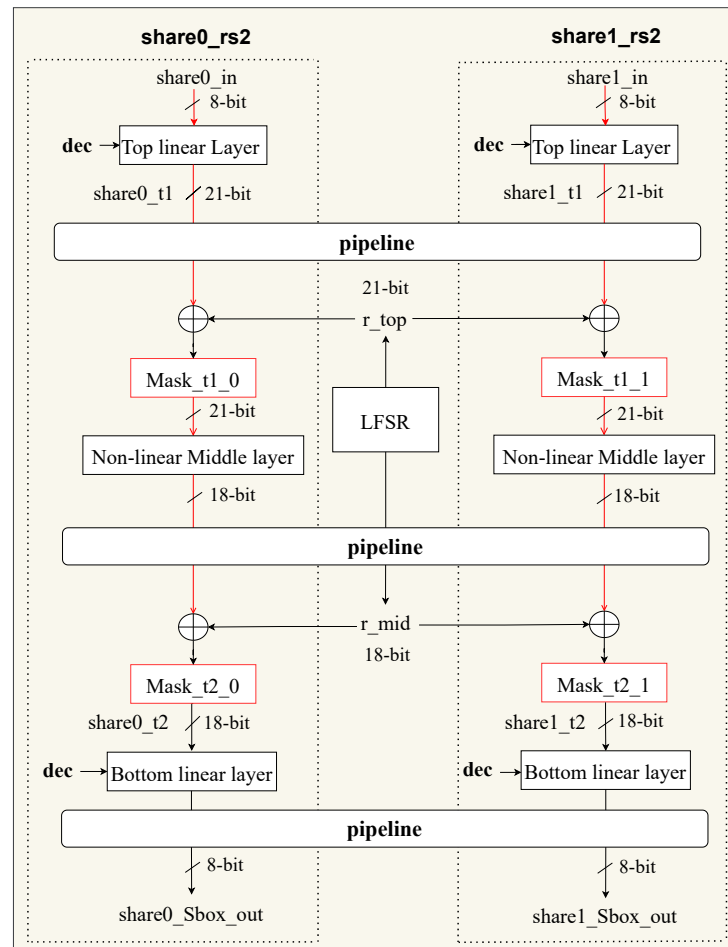 share0_rs2
share1_rs2
share0_in
share1_in
8-bit
8-bit
dec
Top linear Layer
dec
Top linear Layer
share0_t1
21-bit
share1_t1
21-bit
pipeline
21-bit
r_top
Mask_t1_0
Mask_t1_1
21-bit
LFSR
21-bit
Non-linear Middle layer
Non-linear Middle layer
18-bit
18-bit
pipeline
r_mid
18-bit
Mask_t2_0
Mask_t2_1
share0_t2
18-bit
share1_t2
18-bit
dec
Bottom linear layer
dec
Bottom linear layer
pipeline
8-bit
8-bit
share0_Sbox_out
share1_Sbox_out